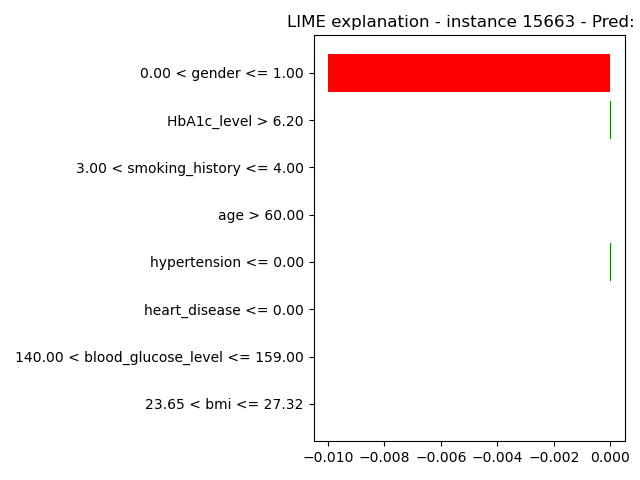 LIME explanation - instance 15663 - Pred:
0.00 < gender <= 1.00
HbA1c_level > 6.20
3.00 < smoking_history <= 4.00
age > 60.00
hypertension <= 0.00
heart_disease <= 0.00
140.00 < blood_glucose_level <= 159.00
23.65 < bmi <= 27.32
−0.010 −0.008 −0.006 −0.004 −0.002 0.000